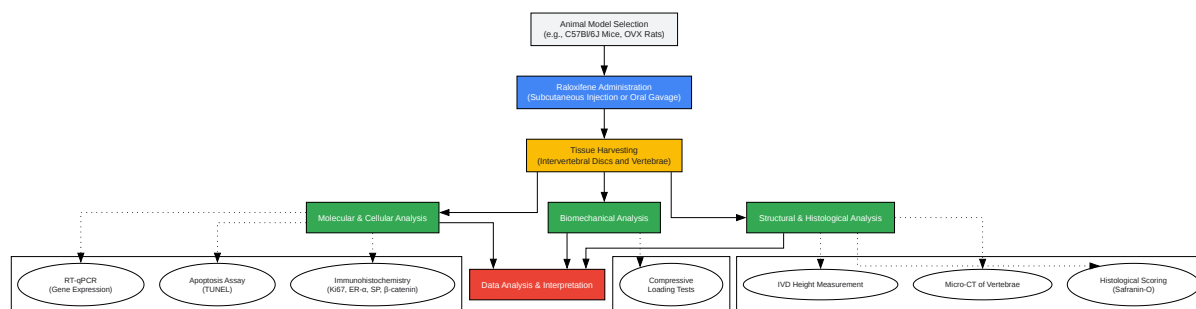 Animal Model Selection
(e.g., C57Bl/6J Mice, OVX Rats)
Raloxifene Administration
(Subcutaneous Injection or Oral Gavage)
Tissue Harvesting
(Intervertebral Discs and Vertebrae)
Molecular & Cellular Analysis
Biomechanical Analysis
Structural & Histological Analysis
RT-qPCR
(Gene Expression)
Apoptosis Assay
(TUNEL)
Immunohistochemistry
(Ki67, ER-α, SP, β-catenin)
Data Analysis & Interpretation
Compressive
Loading Tests
IVD Height Measurement
Micro-CT of Vertebrae
Histological Scoring
(Safranin-O)